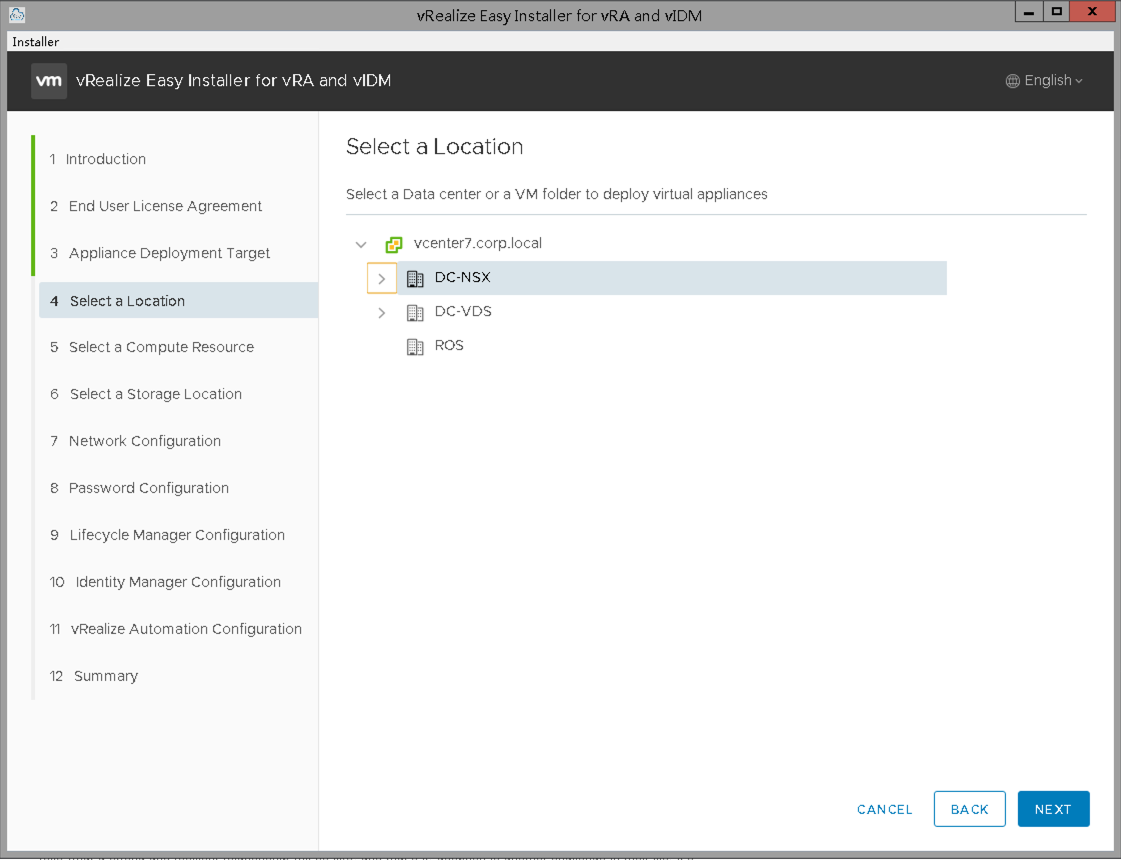 vRealize Easy Installer for vRA and vIDM
Installer
vm vRealize Easy Installer for vRA and vIDM
English
1 Introduction
2 End User License Agreement
3 Appliance Deployment Target
4 Select a Location
5 Select a Compute Resource
6 Select a Storage Location
7 Network Configuration
8 Password Configuration
9 Lifecycle Manager Configuration
10 Identity Manager Configuration
11 vRealize Automation Configuration
12 Summary
Select a Location
Select a Data center or a VM folder to deploy virtual appliances
vcenter7.corp.local
DC-NSX
DC-VDS
ROS
CANCEL
BACK
NEXT